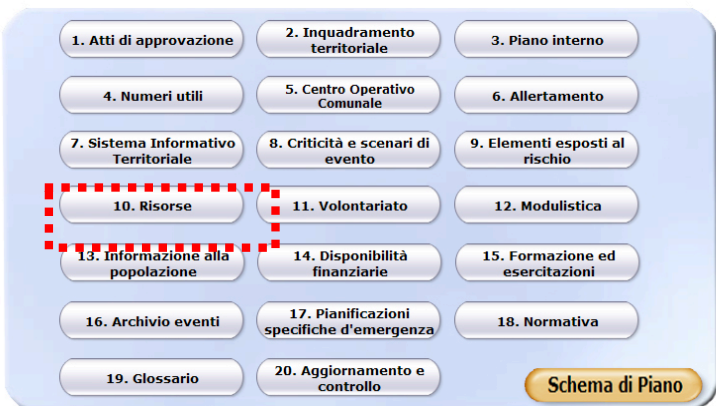 1. Atti di approvazione
2. Inquadramento
territoriale
3. Piano interno
4. Numeri utili
5. Centro Operativo
Comunale
6. Allertamento
7. Sistema Informativo
Territoriale
8. Criticità e scenari di
evento
9. Elementi esposti al
rischio
10. Risorse
11. Volontariato
12. Modulistica
13. Informazione alla
popolazione
14. Disponibilità
finanziarie
15. Formazione ed
esercitazioni
16. Archivio eventi
17. Pianificazioni
specifiche d'emergenza
18. Normativa
19. Glossario
20. Aggiornamento e
controllo
Schema di Piano